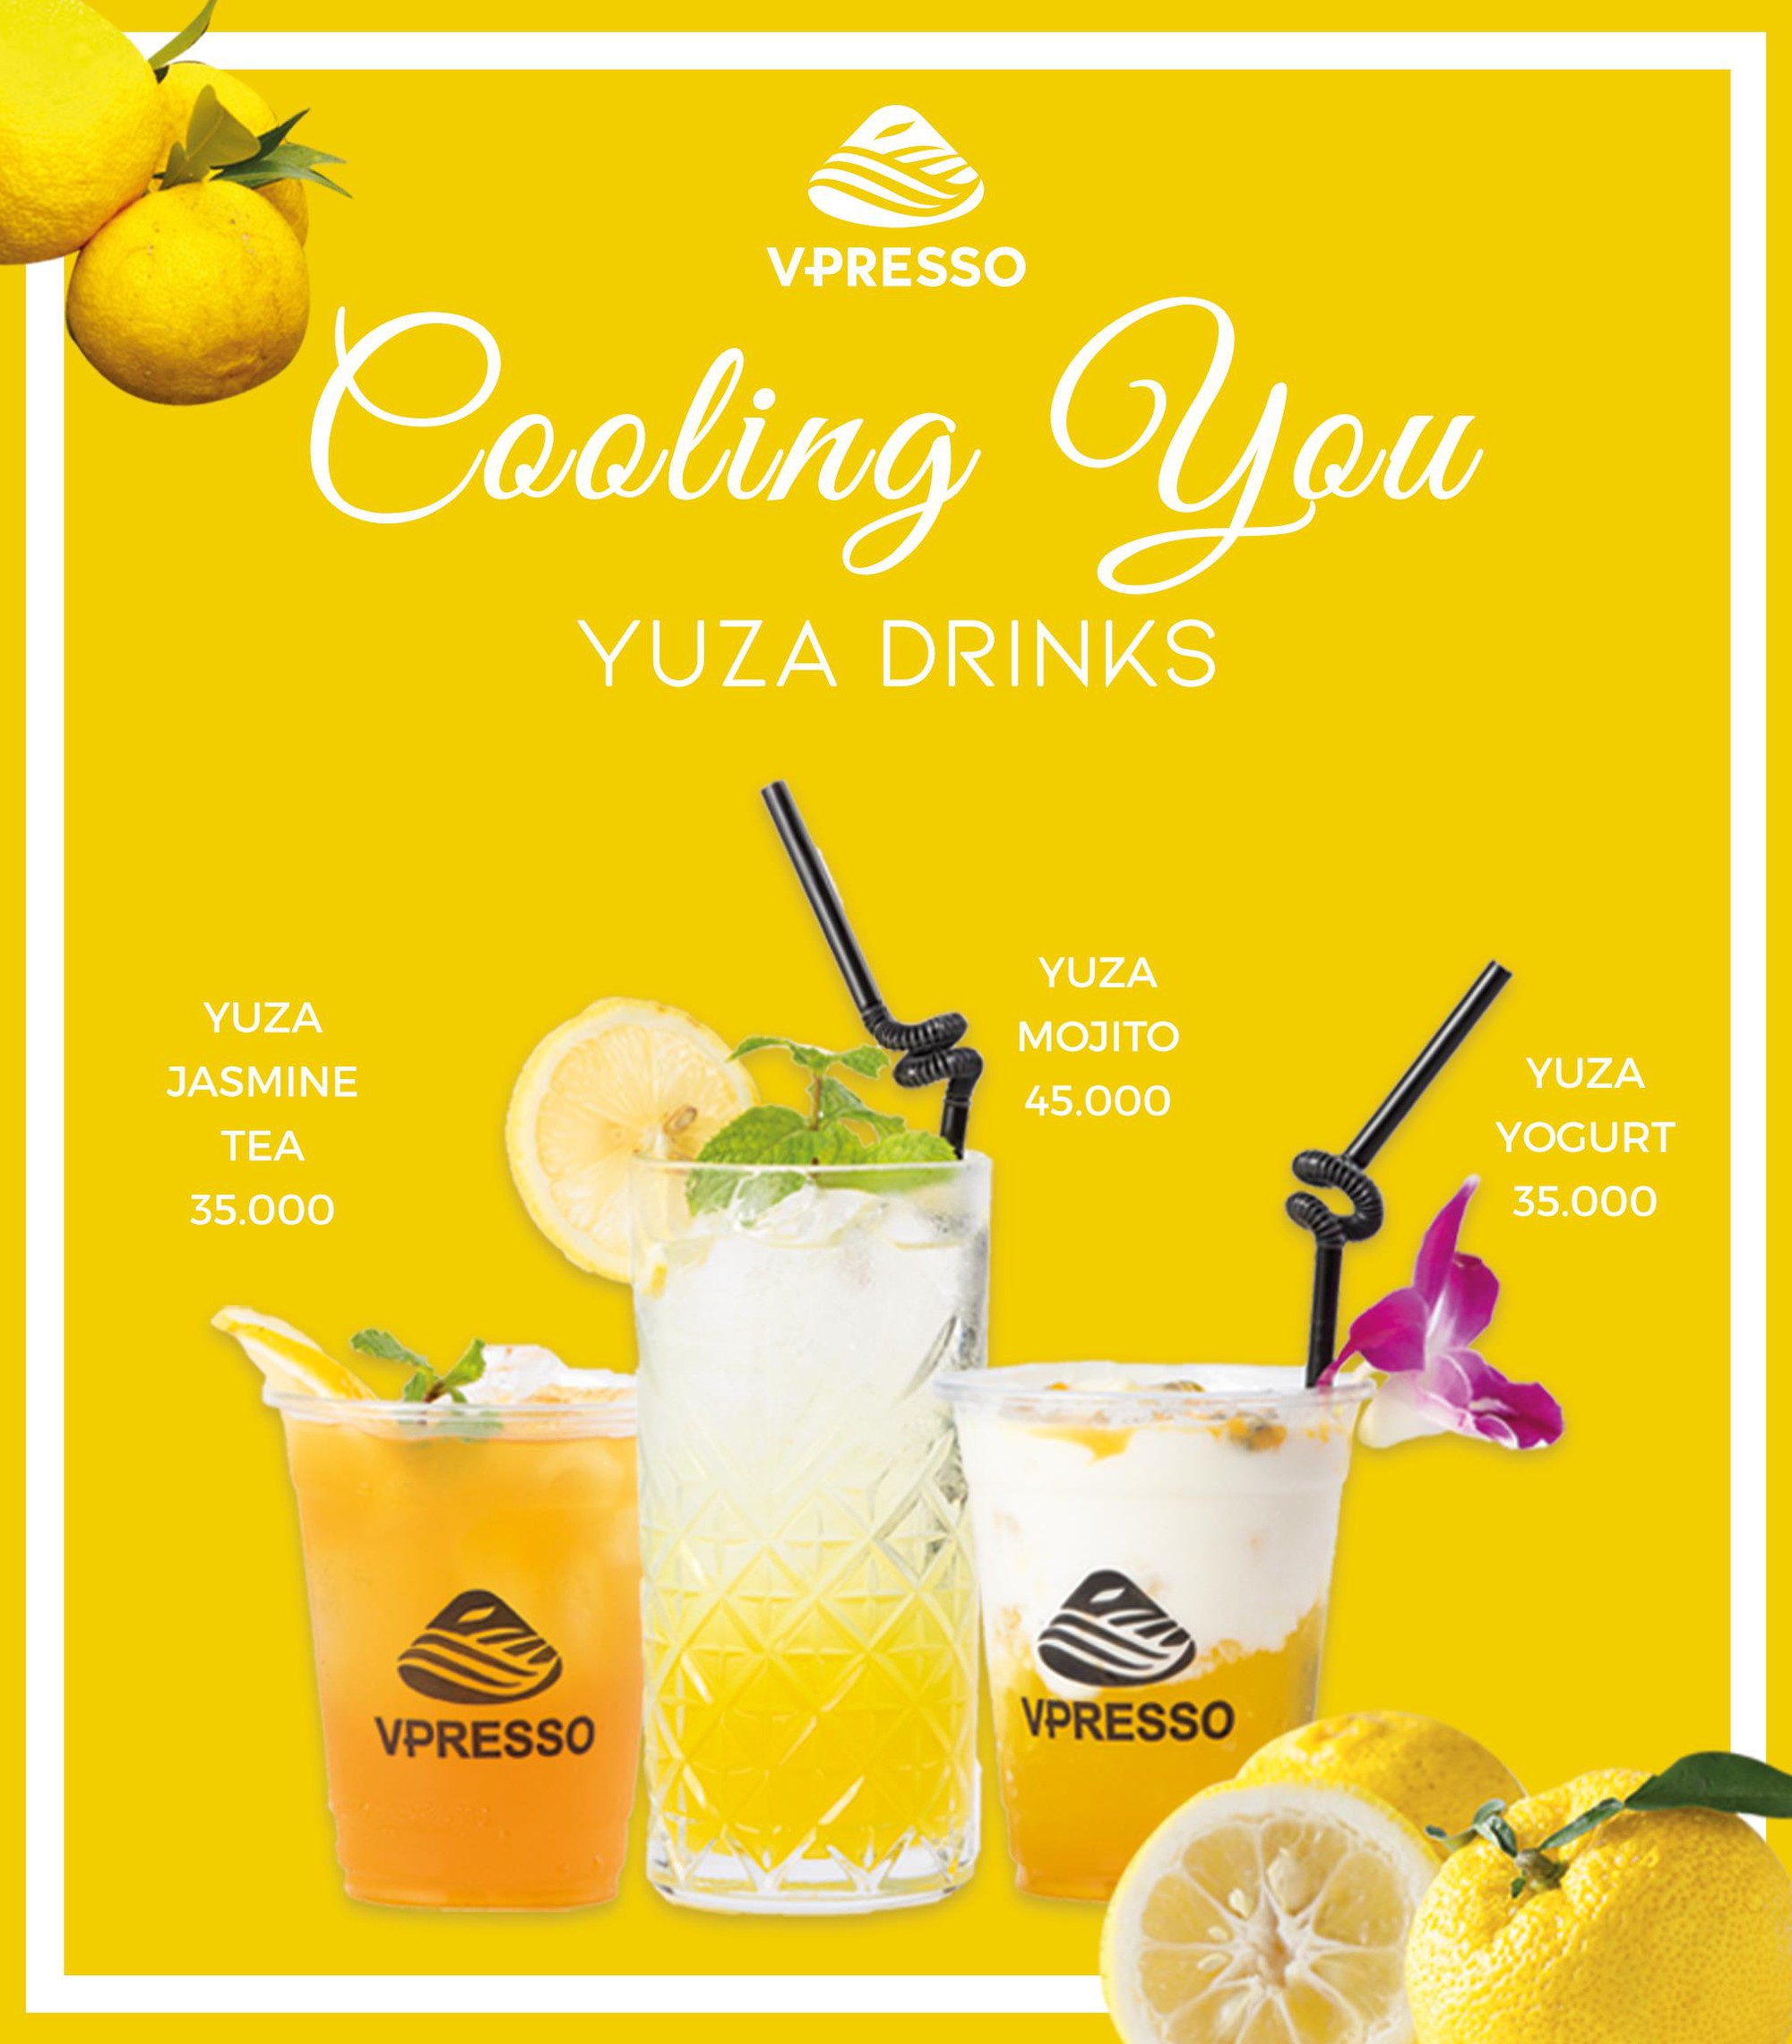 VPRESSO
Cooling You
YUZA DRINKS
YUZA
JASMINE
TEA
35.000
YUZA
MOJITO
45.000
YUZA
YOGURT
35.000
VPRESSO
VPRESSO